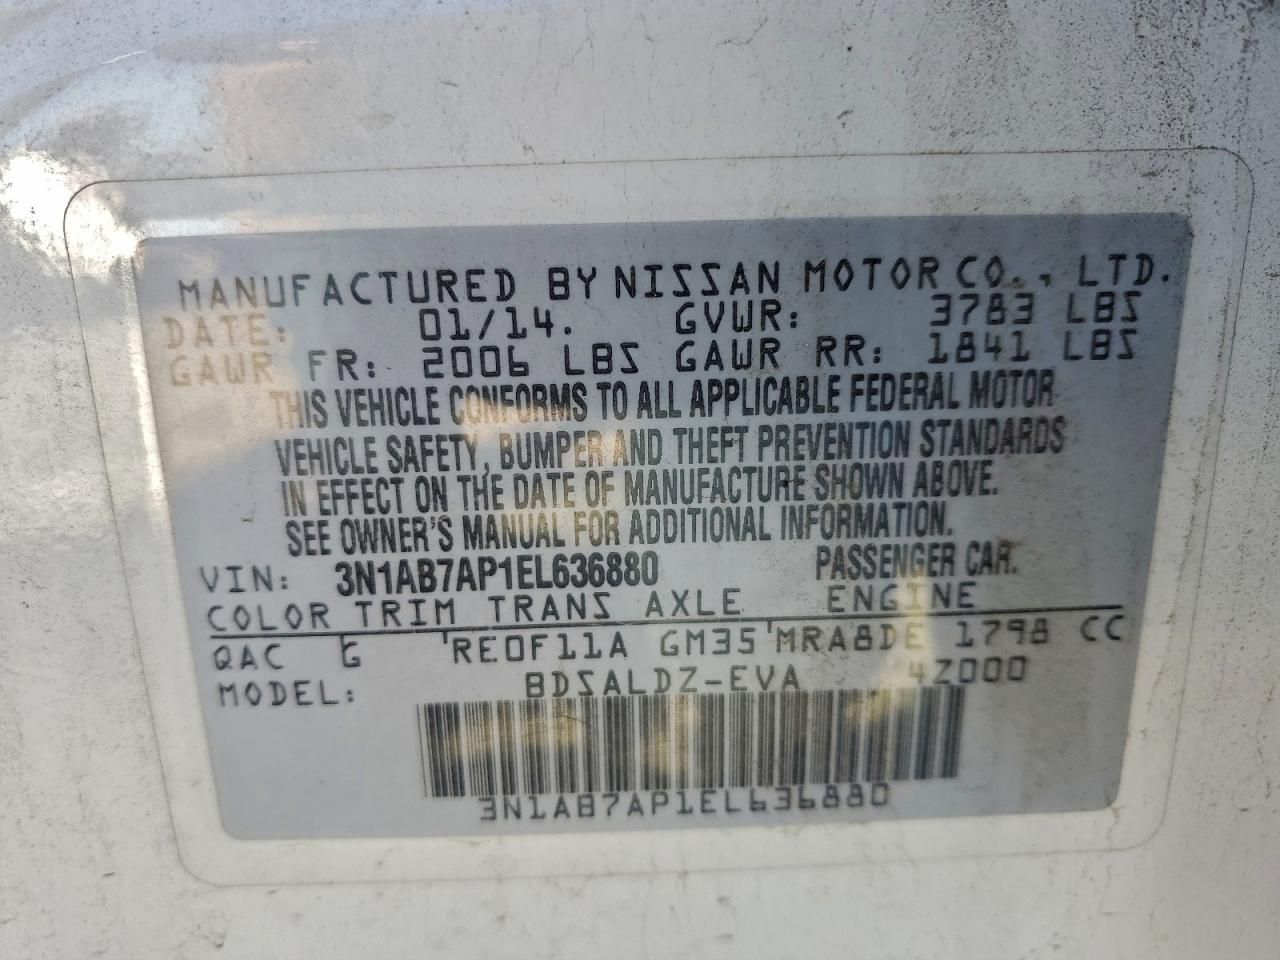 MANUFACTURED BY NISSAN MOTOR CO., LTD.
DATE: 01/14. GVWR: 3783 LBS
GAWR FR: 2006 LBS GAWR RR: 1841 LBS
THIS VEHICLE CONFORMS TO ALL APPLICABLE FEDERAL MOTOR
VEHICLE SAFETY, BUMPER AND THEFT PREVENTION STANDARDS
IN EFFECT ON THE DATE OF MANUFACTURE SHOWN ABOVE.
SEE OWNER'S MANUAL FOR ADDITIONAL INFORMATION.
VIN: 3N1AB7AP1EL636880 PASSENGER CAR.
COLOR TRIM TRANS AXLE ENGINE
QAC G RE0F11A GM35 MRA8DE 1798 CC
MODEL: BDSALDZ-EVA 4Z000
3N1AB7AP1EL636880